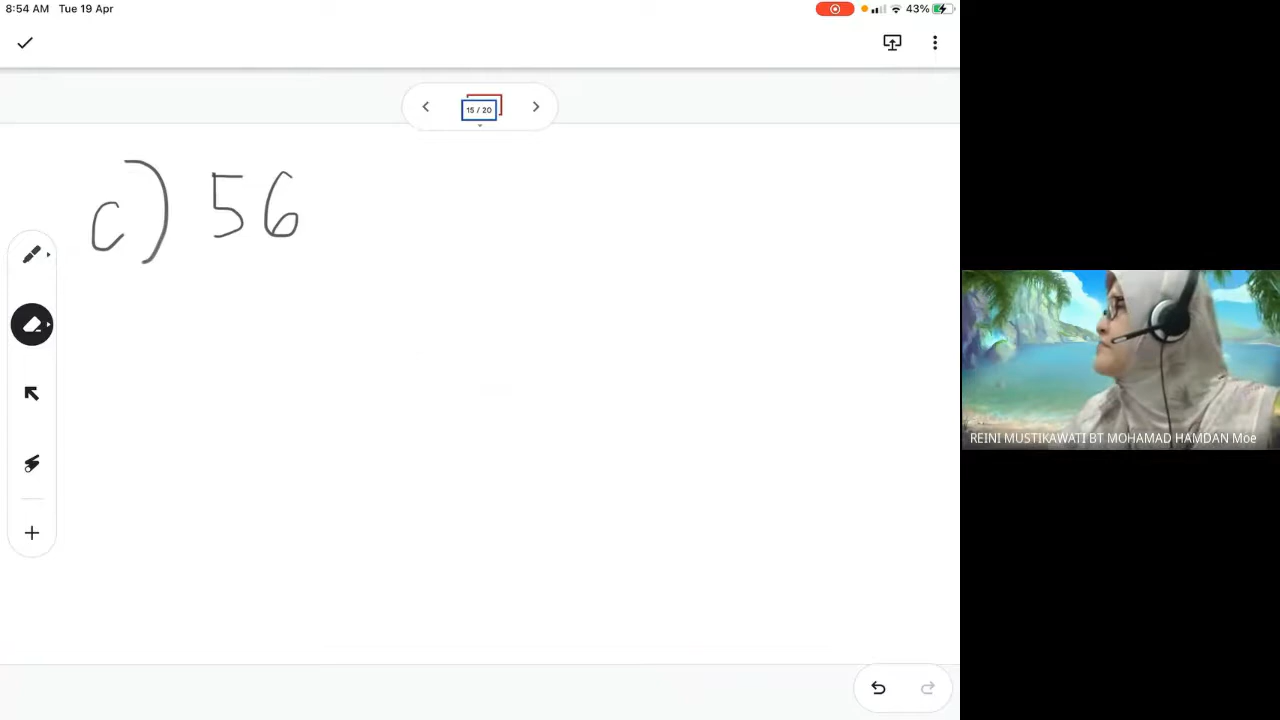 8:54 AM Tue 19 Apr
43%
15 / 20
c) 56
REINI MUSTIKAWATI BT MOHAMAD HAMDAN Moe